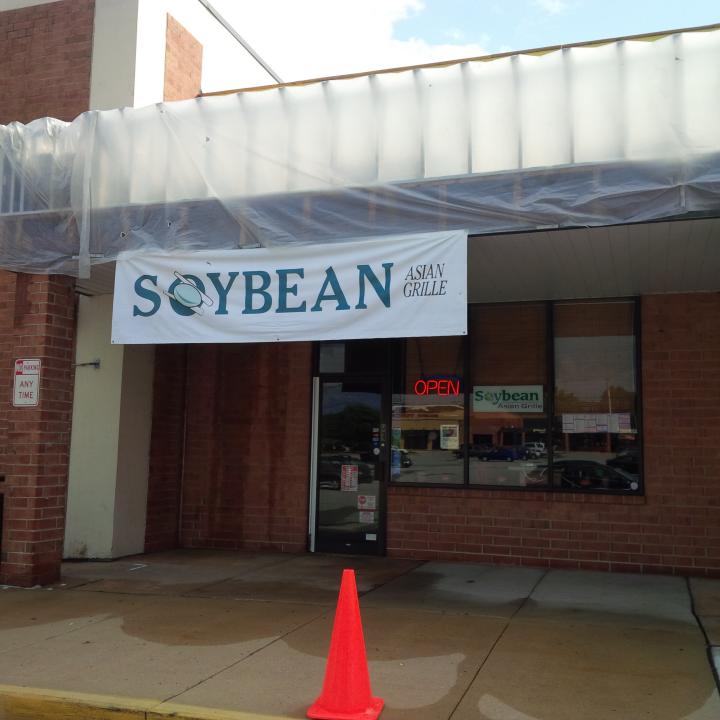 SOYBEAN
ASIAN
GRILLE
NO PARKING
ANY
TIME
OPEN
Soybean
Asian Grille